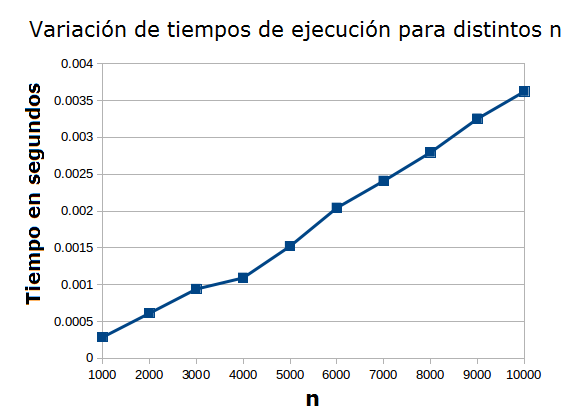 Variación de tiempos de ejecución para distintos n
Tiempo en segundos
0.004
0.0035
0.003
0.0025
0.002
0.0015
0.001
0.0005
0
1000 2000 3000 4000 5000 6000 7000 8000 9000 10000
n